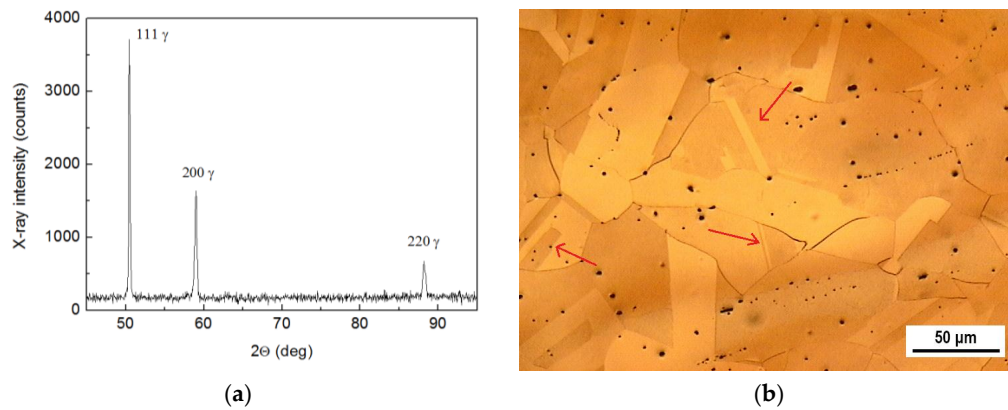 4000
3000
2000
1000
0
X-ray intensity (counts)
111 γ
200 γ
220 γ
50
60
70
80
90
2Θ (deg)
50 µm
(a)
(b)